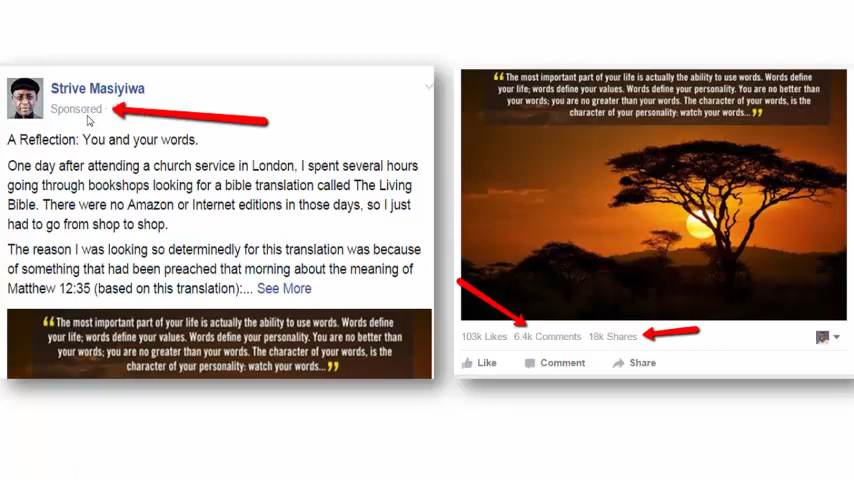 Strive Masiyiwa
Sponsored ·
A Reflection: You and your words.
One day after attending a church service in London, I spent several hours
going through bookshops looking for a bible translation called The Living
Bible. There were no Amazon or Internet editions in those days, so I just
had to go from shop to shop.
The reason I was looking so determinedly for this translation was because
of something that had been preached that morning about the meaning of
Matthew 12:35 (based on this translation):... See More
“The most important part of your life is actually the ability to use words. Words define
your life; words define your values. Words define your personality. You are no better than
your words; you are no greater than your words. The character of your words, is the
character of your personality: watch your words...”
“The most important part of your life is actually the ability to use words. Words define
your life; words define your values. Words define your personality. You are no better than
your words; you are no greater than your words. The character of your words, is the
character of your personality: watch your words...”
103k Likes 6.4k Comments 18k Shares
Like Comment Share